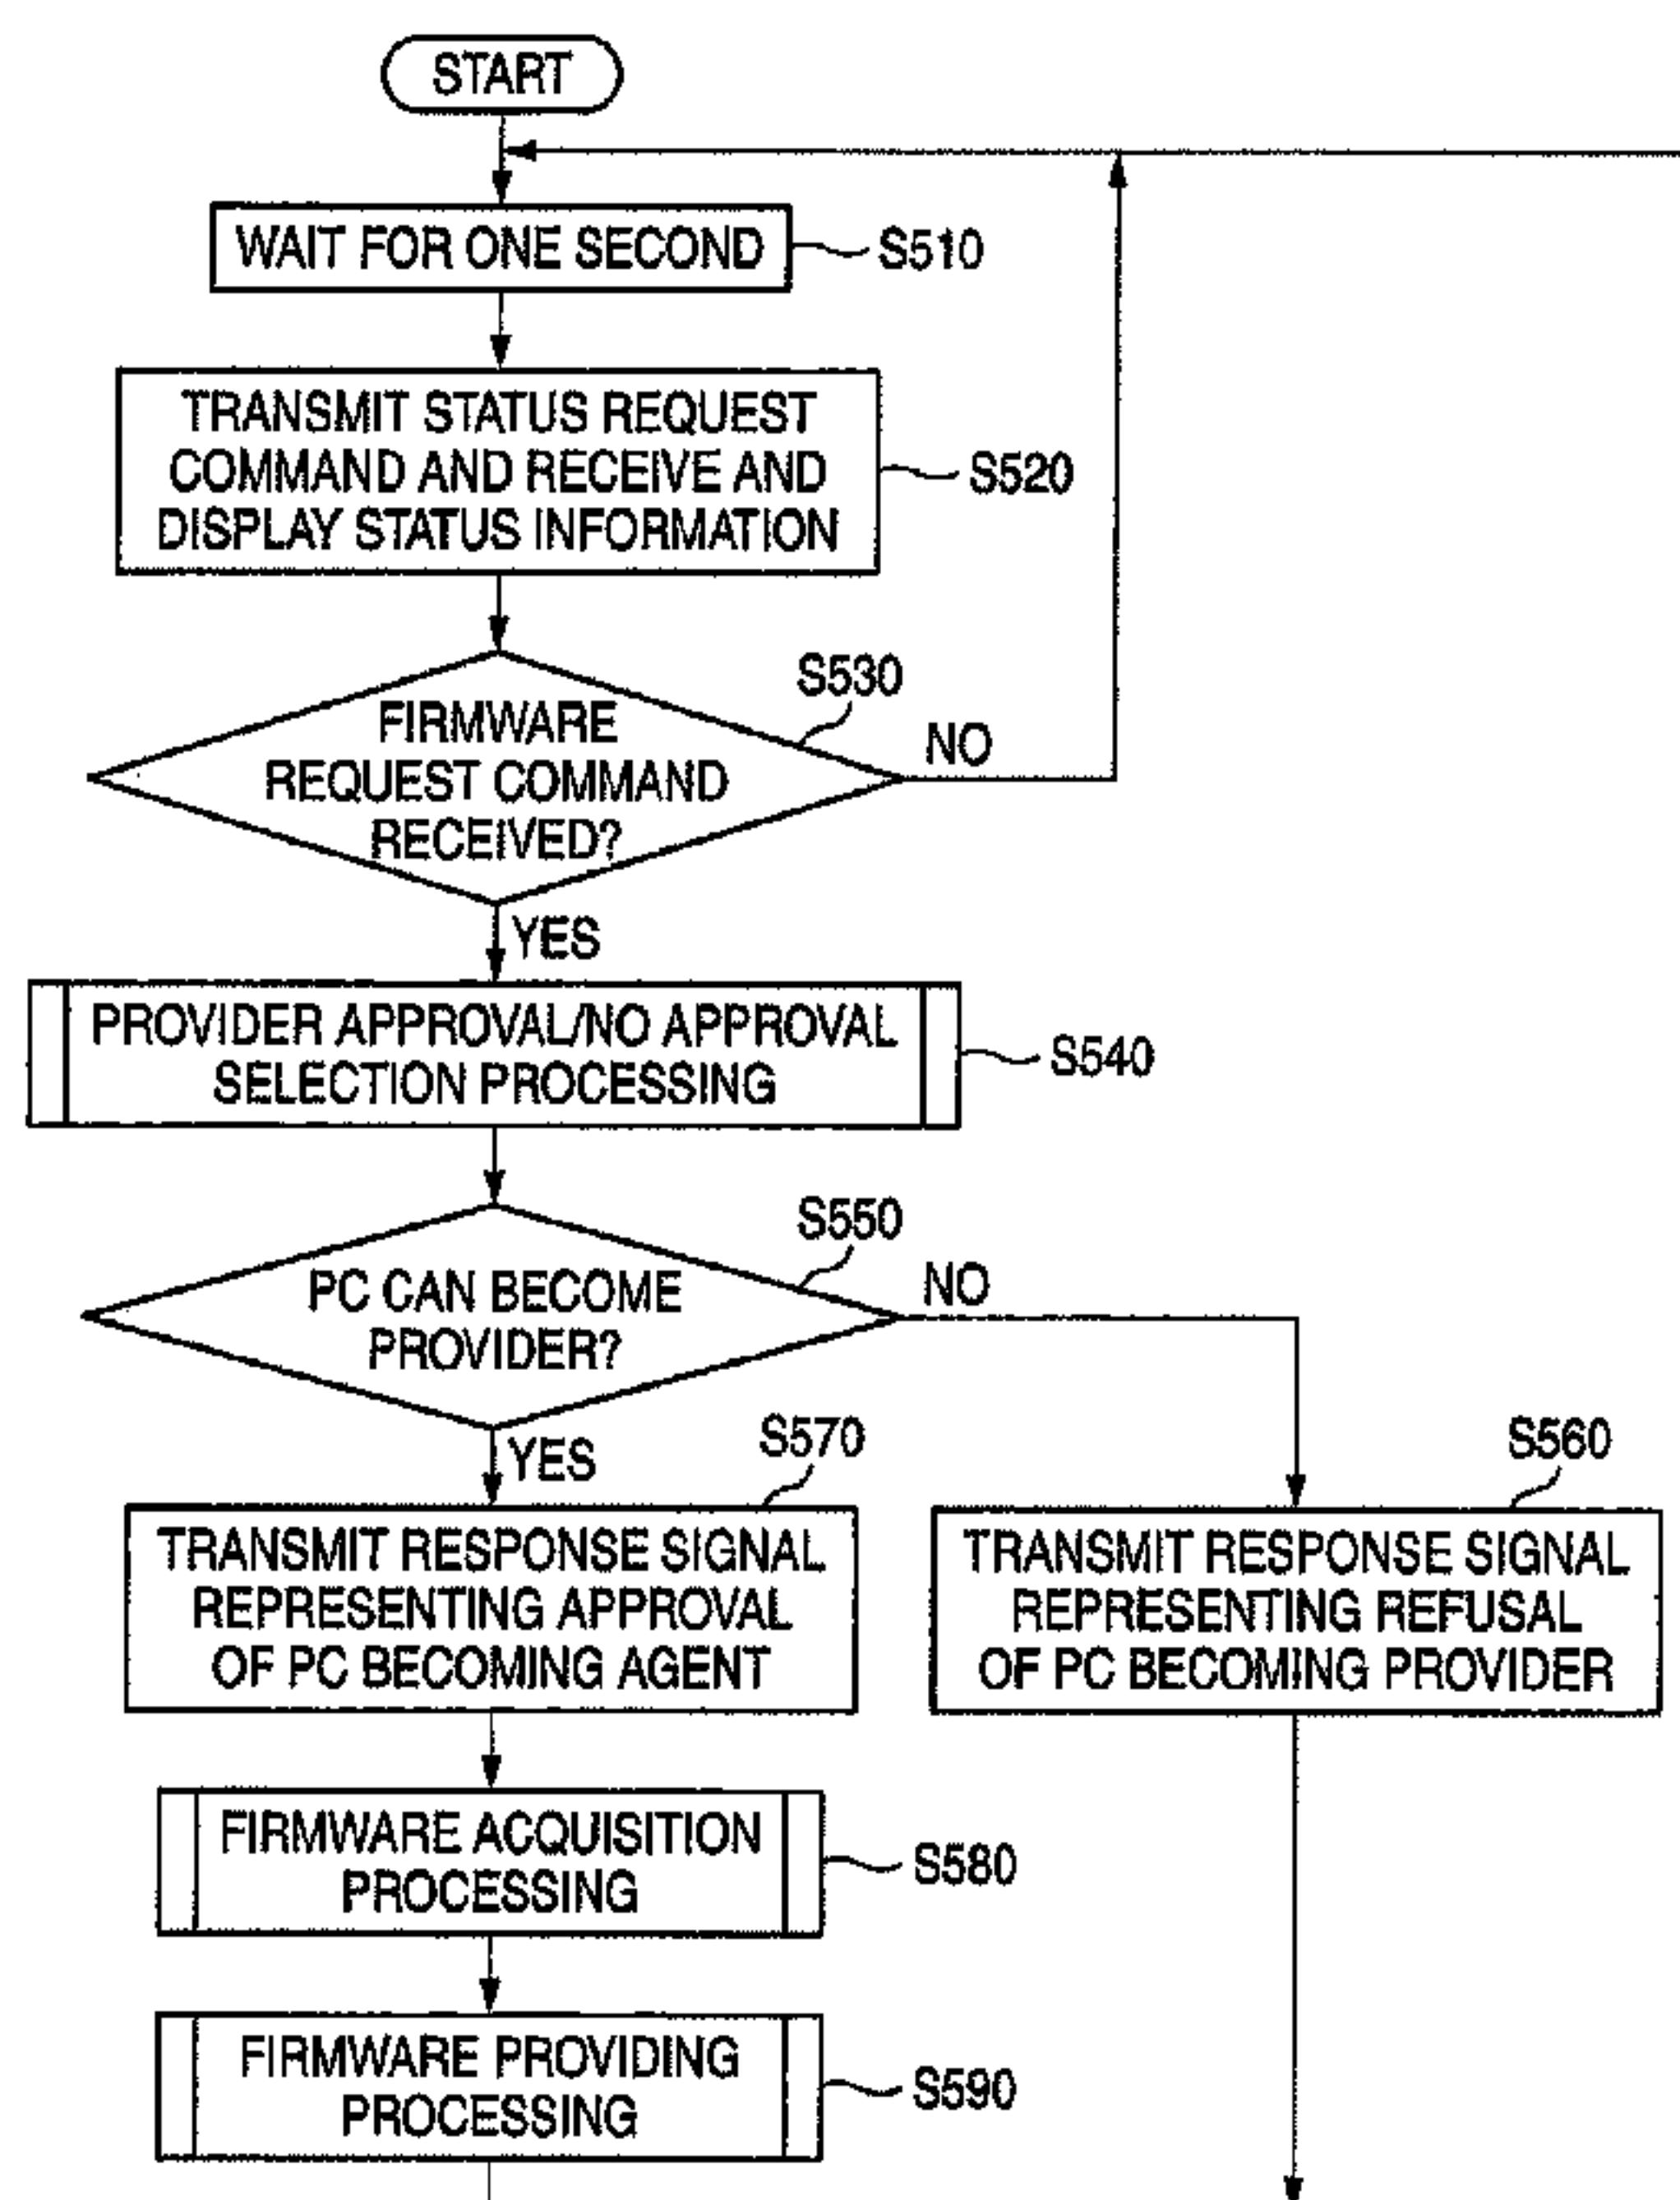 START
WAIT FOR ONE SECOND
S510
TRANSMIT STATUS REQUEST
COMMAND AND RECEIVE AND
DISPLAY STATUS INFORMATION
S520
S530
FIRMWARE
REQUEST COMMAND
RECEIVED?
NO
YES
PROVIDER APPROVAL/NO APPROVAL
SELECTION PROCESSING
S540
S550
PC CAN BECOME
PROVIDER?
NO
YES
S570
TRANSMIT RESPONSE SIGNAL
REPRESENTING APPROVAL
OF PC BECOMING AGENT
S560
TRANSMIT RESPONSE SIGNAL
REPRESENTING REFUSAL
OF PC BECOMING PROVIDER
FIRMWARE ACQUISITION
PROCESSING
S580
FIRMWARE PROVIDING
PROCESSING
S590